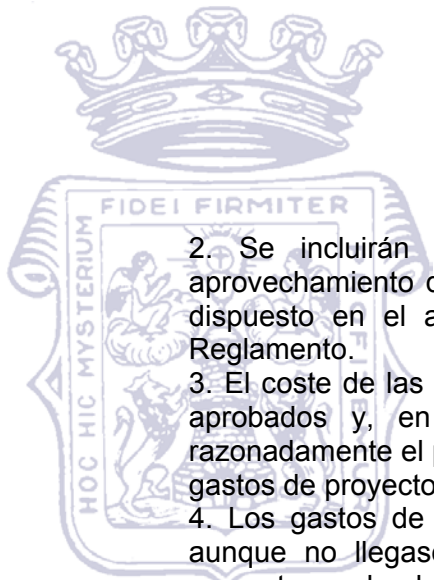 FIDEI FIRMITER
HOC HIC MYSTERIUM
2. Se incluirán
aprovechamiento
dispuesto en el
Reglamento.
3. El coste de las
aprobados y, en
razonadamente el
gastos de proyecto
4. Los gastos de
aunque no